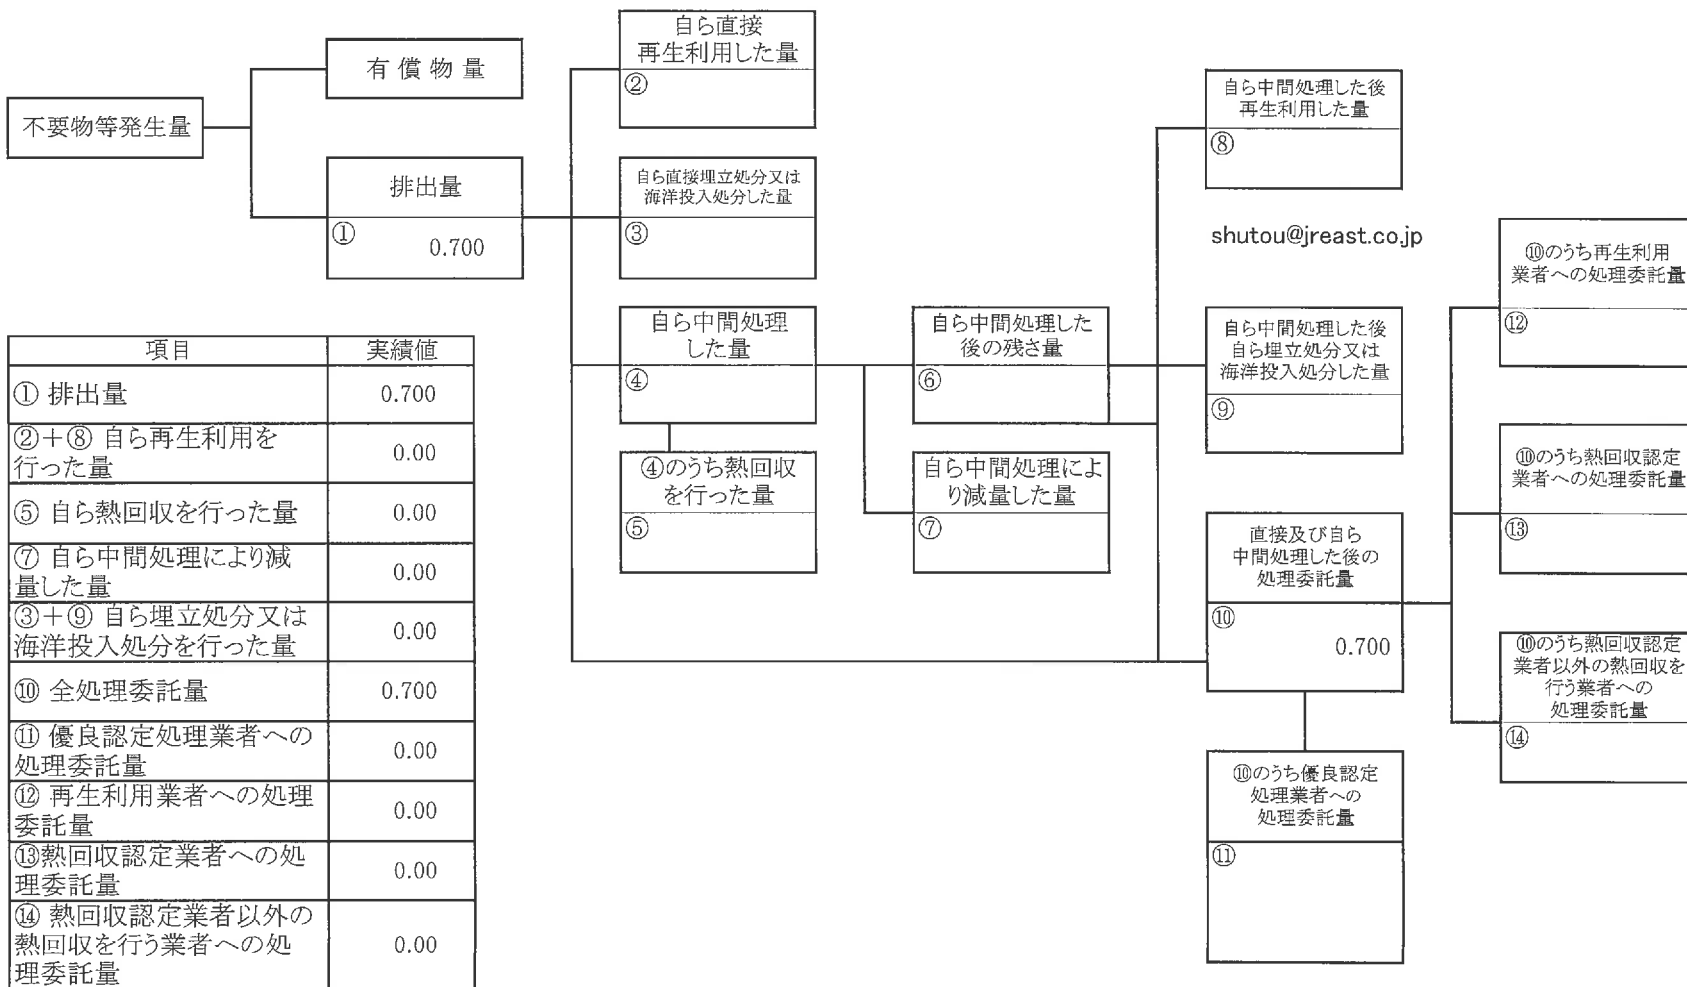 不要物等発生量
有償物量
排出量
①
0.700
自ら直接
再生利用した量
②
自ら直接埋立処分又は
海洋投入処分した量
③
自ら中間処理
した量
④
④のうち熱回収
を行った量
⑤
自ら中間処理した
後の残さ量
⑥
自ら中間処理によ
り減量した量
⑦
自ら中間処理した後
再生利用した量
⑧
shutou@jreast.co.jp
自ら中間処理した後
自ら埋立処分又は
海洋投入処分した量
⑨
直接及び自ら
中間処理した後の
処理委託量
⑩
0.700
⑩のうち優良認定
処理業者への
処理委託量
⑪
⑩のうち再生利用
業者への処理委託量
⑫
⑩のうち熱回収認定
業者への処理委託量
⑬
⑩のうち熱回収認定
業者以外の熱回収を
行う業者への
処理委託量
⑭
項目 実績値
① 排出量 0.700
②+⑧ 自ら再生利用を
行った量 0.00
⑤ 自ら熱回収を行った量 0.00
⑦ 自ら中間処理により減
量した量 0.00
③+⑨ 自ら埋立処分又は
海洋投入処分を行った量 0.00
⑩ 全処理委託量 0.700
⑪ 優良認定処理業者への
処理委託量 0.00
⑫ 再生利用業者への処理
委託量 0.00
⑬熱回収認定業者への処
理委託量 0.00
⑭ 熱回収認定業者以外の
熱回収を行う業者への処
理委託量 0.00